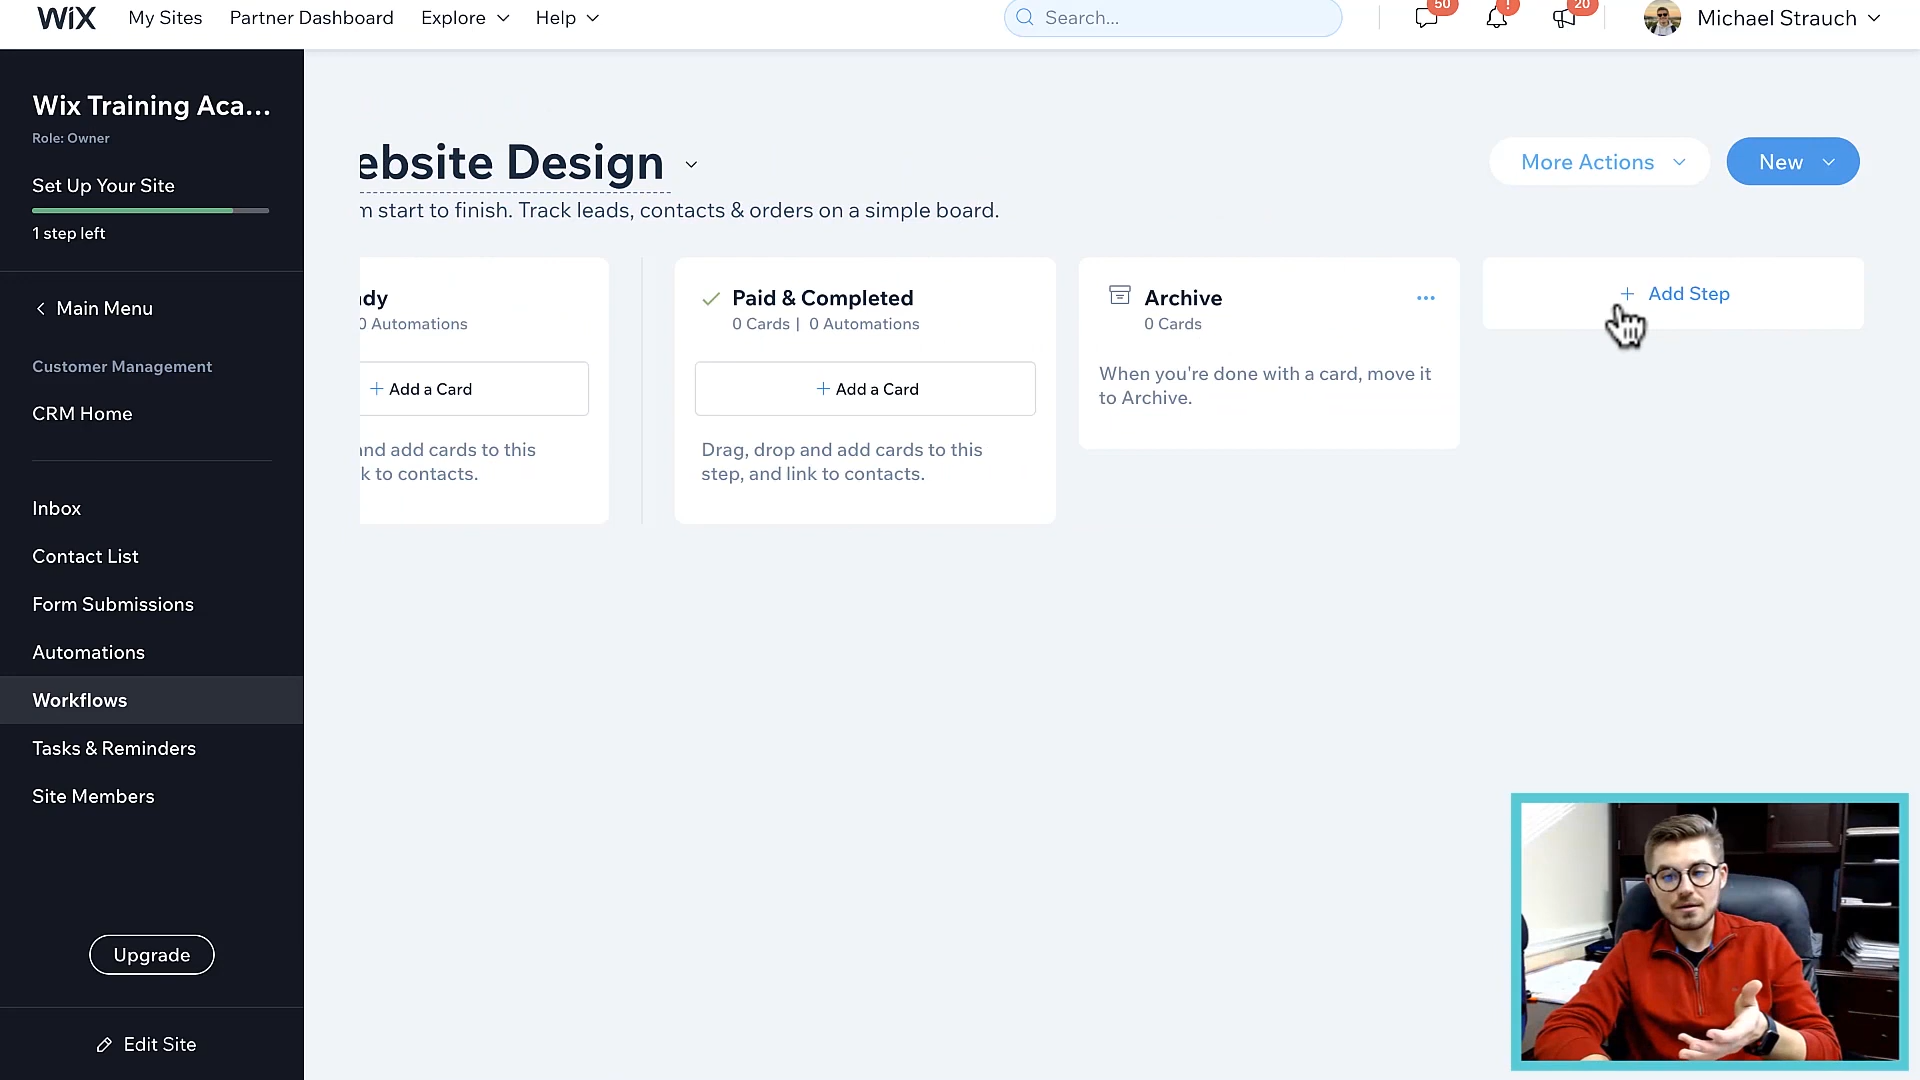 WiX My Sites Partner Dashboard Explore Help Search... 50 ! 20 Michael Strauch
Wix Training Aca...
Role: Owner
Set Up Your Site
1 step left
Main Menu
Customer Management
CRM Home
Inbox
Contact List
Form Submissions
Automations
Workflows
Tasks & Reminders
Site Members
Upgrade
Edit Site
ebsite Design
More Actions
New
m start to finish. Track leads, contacts & orders on a simple board.
dy
0 Automations
+ Add a Card
and add cards to this
k to contacts.
Paid & Completed
0 Cards | 0 Automations
+ Add a Card
Drag, drop and add cards to this
step, and link to contacts.
Archive
0 Cards
When you're done with a card, move it
to Archive.
+ Add Step